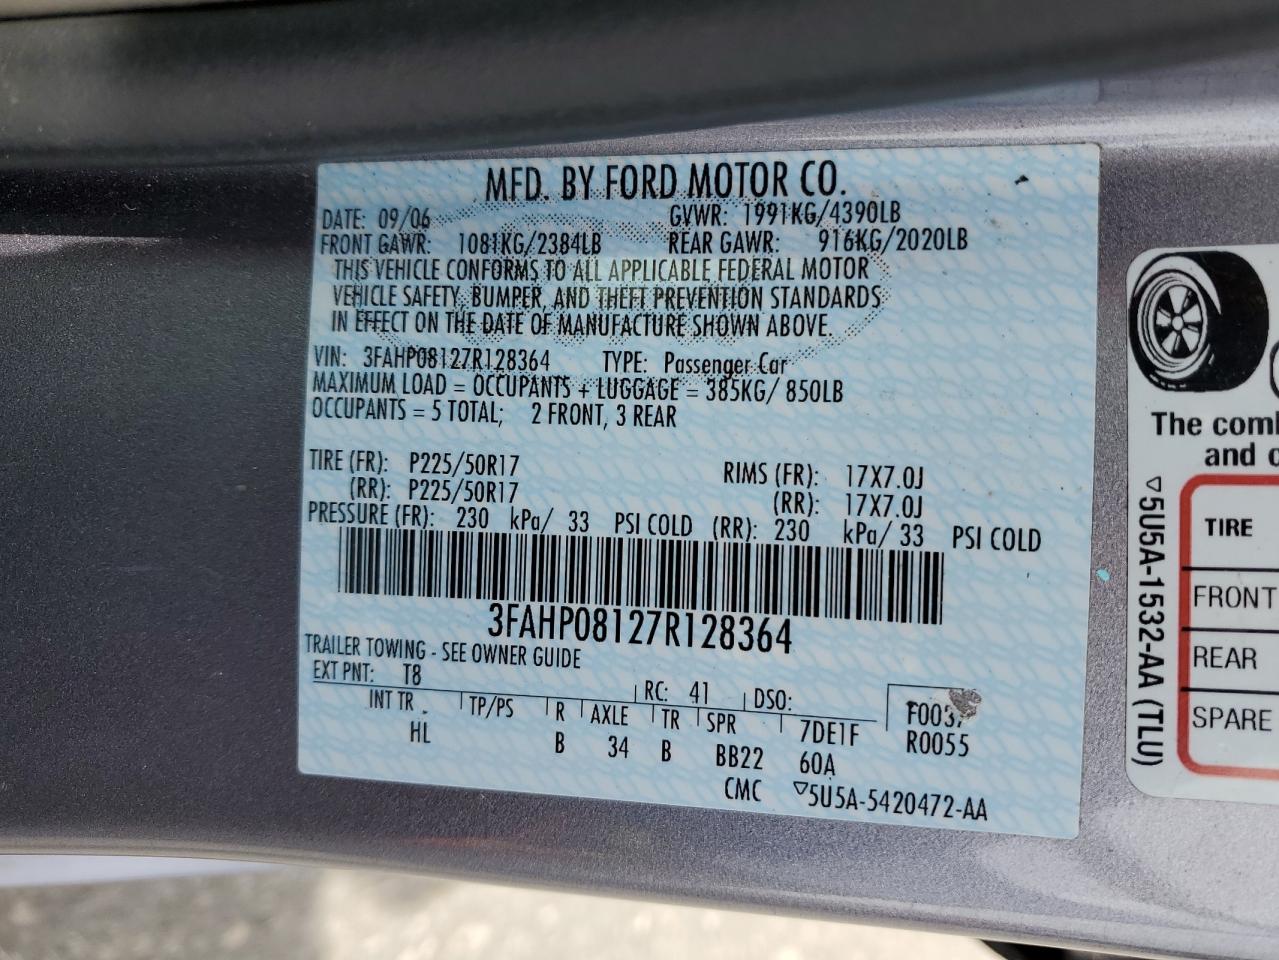 MFD. BY FORD MOTOR CO.
DATE: 09/06 GVWR: 1991KG/4390LB
FRONT GAWR: 1081KG/2384LB REAR GAWR: 916KG/2020LB
THIS VEHICLE CONFORMS TO ALL APPLICABLE FEDERAL MOTOR
VEHICLE SAFETY, BUMPER, AND THEFT PREVENTION STANDARDS
IN EFFECT ON THE DATE OF MANUFACTURE SHOWN ABOVE.
VIN: 3FAHP08127R128364 TYPE: Passenger Car
MAXIMUM LOAD = OCCUPANTS + LUGGAGE = 385KG/ 850LB
OCCUPANTS = 5 TOTAL; 2 FRONT, 3 REAR
TIRE (FR): P225/50R17 RIMS (FR): 17X7.0J
(RR): P225/50R17 (RR): 17X7.0J
PRESSURE (FR): 230 kPa/ 33 PSI COLD (RR): 230 kPa/ 33 PSI COLD
3FAHP08127R128364
TRAILER TOWING - SEE OWNER GUIDE
EXT PNT: T8 RC: 41 DSO:
INT TR TP/PS R AXLE TR SPR 7DE1F
HL B 34 B BB22 60A
R0055
CMC ▽5U5A-5420472-AA
The com
and
TIRE
FRONT
REAR
SPARE
▽5U5A-1532-AA (TLU)